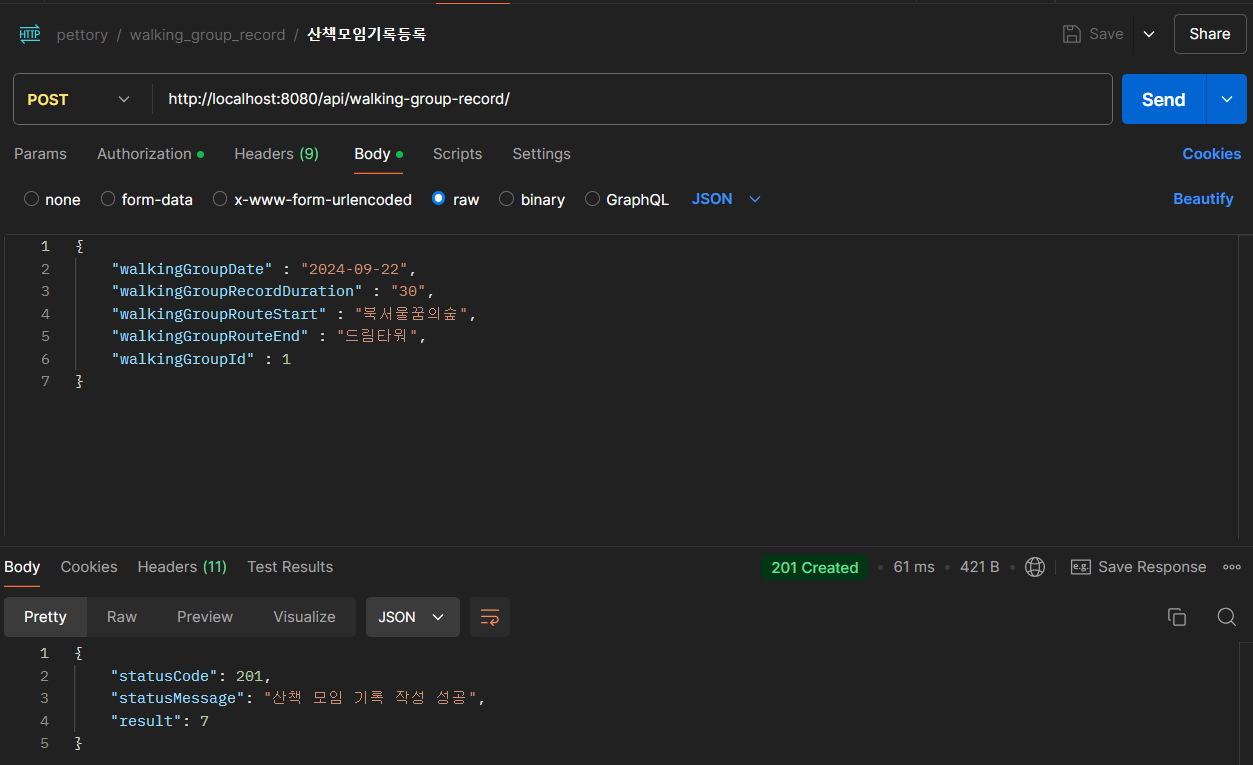 HTTP pettory / walking_group_record / 산책모임기록등록 Save Share
POST http://localhost:8080/api/walking-group-record/ Send
Params Authorization Headers (9) Body Scripts Settings Cookies
none form-data x-www-form-urlencoded raw binary GraphQL JSON Beautify
1 {
2 "walkingGroupDate" : "2024-09-22",
3 "walkingGroupRecordDuration" : "30",
4 "walkingGroupRouteStart" : "북서울꿈의숲",
5 "walkingGroupRouteEnd" : "드림타워",
6 "walkingGroupId" : 1
7 }
Body Cookies Headers (11) Test Results 201 Created 61 ms 421 B e.g. Save Response
Pretty Raw Preview Visualize JSON
1 {
2 "statusCode": 201,
3 "statusMessage": "산책 모임 기록 작성 성공",
4 "result": 7
5 }